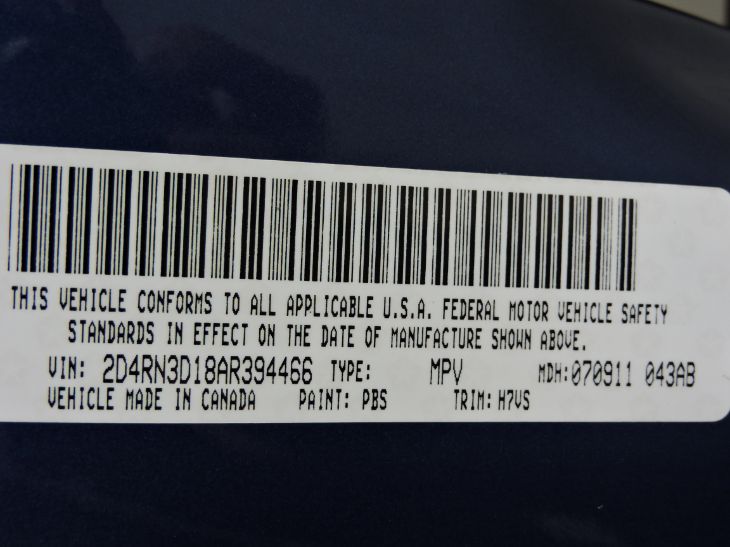 THIS VEHICLE CONFORMS TO ALL APPLICABLE U.S.A. FEDERAL MOTOR VEHICLE SAFETY
STANDARDS IN EFFECT ON THE DATE OF MANUFACTURE SHOWN ABOVE.
VIN: 2D4RN3D18AR394466 TYPE: MPV MDH:070911 043AB
VEHICLE MADE IN CANADA PAINT: PBS TRIM: H7VS